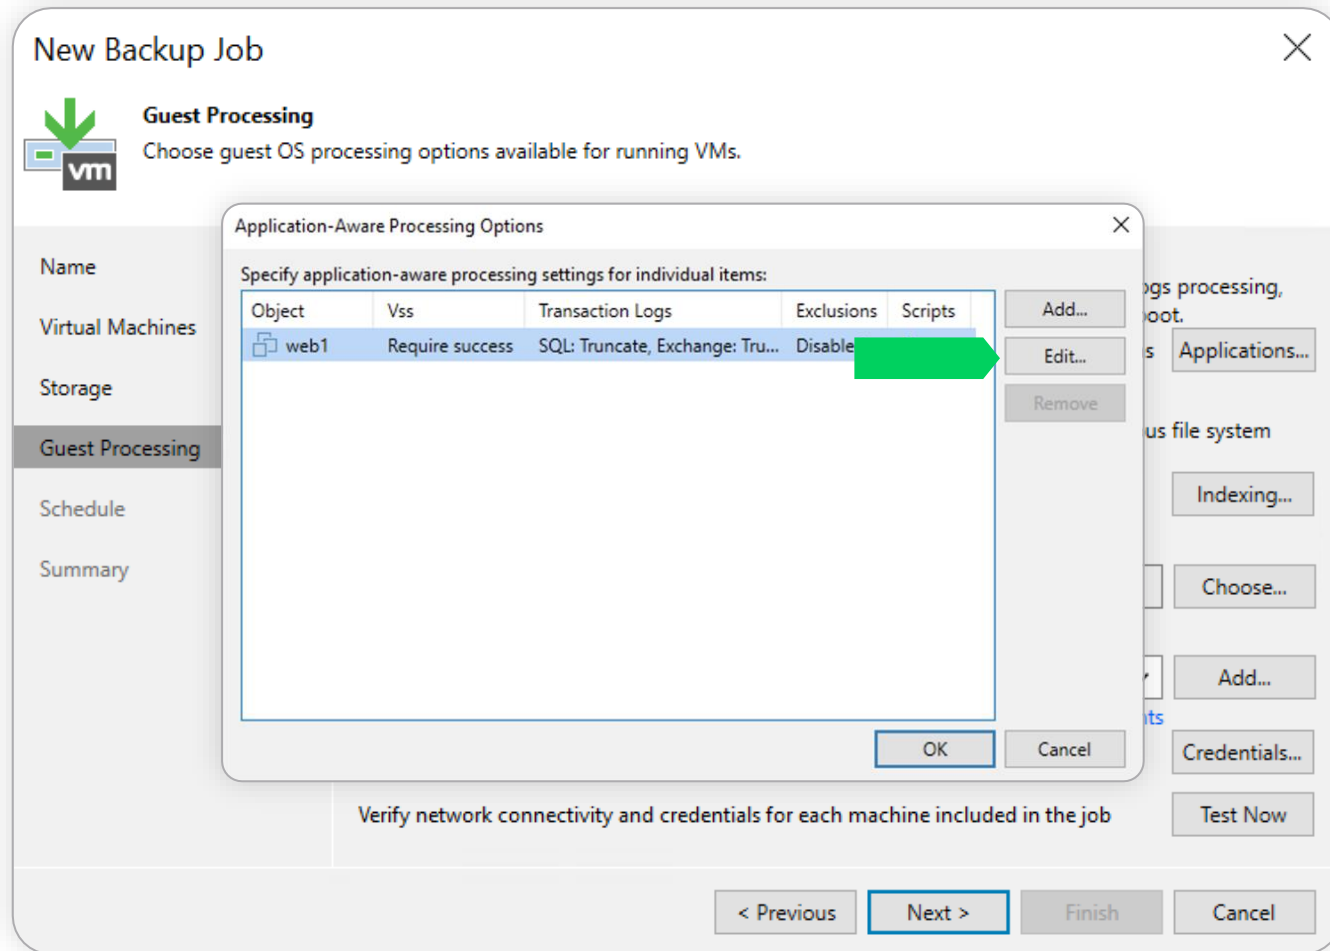 New Backup Job
vm
Guest Processing
Choose guest OS processing options available for running VMs.
Name
Virtual Machines
Storage
Guest Processing
Schedule
Summary
Application-Aware Processing Options
Specify application-aware processing settings for individual items:
Object Vss Transaction Logs Exclusions Scripts
web1 Require success SQL: Truncate, Exchange: Tru... Disable
Add...
Edit...
Remove
OK Cancel
processing,
Applications...
file system
Indexing...
Choose...
Add...
Credentials...
Verify network connectivity and credentials for each machine included in the job
Test Now
< Previous Next > Finish Cancel